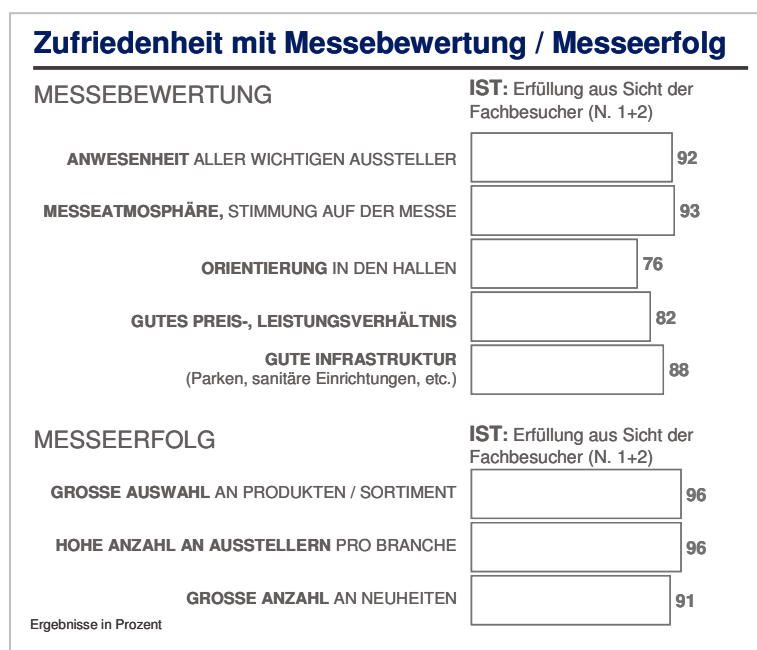 Zufriedenheit mit Messebewertung / Messeerfolg
MESSEBEWERTUNG
IST: Erfüllung aus Sicht der
Fachbesucher (N. 1+2)
ANWESENHEIT ALLER WICHTIGEN AUSSTELLER 92
MESSEATMOSPHÄRE, STIMMUNG AUF DER MESSE 93
ORIENTIERUNG IN DEN HALLEN 76
GUTES PREIS-, LEISTUNGSVERHÄLTNIS 82
GUTE INFRASTRUKTUR
(Parken, sanitäre Einrichtungen, etc.) 88
MESSEERFOLG
IST: Erfüllung aus Sicht der
Fachbesucher (N. 1+2)
GROSSE AUSWAHL AN PRODUKTEN / SORTIMENT 96
HOHE ANZAHL AN AUSSTELLERN PRO BRANCHE 96
GROSSE ANZAHL AN NEUHEITEN 91
Ergebnisse in Prozent